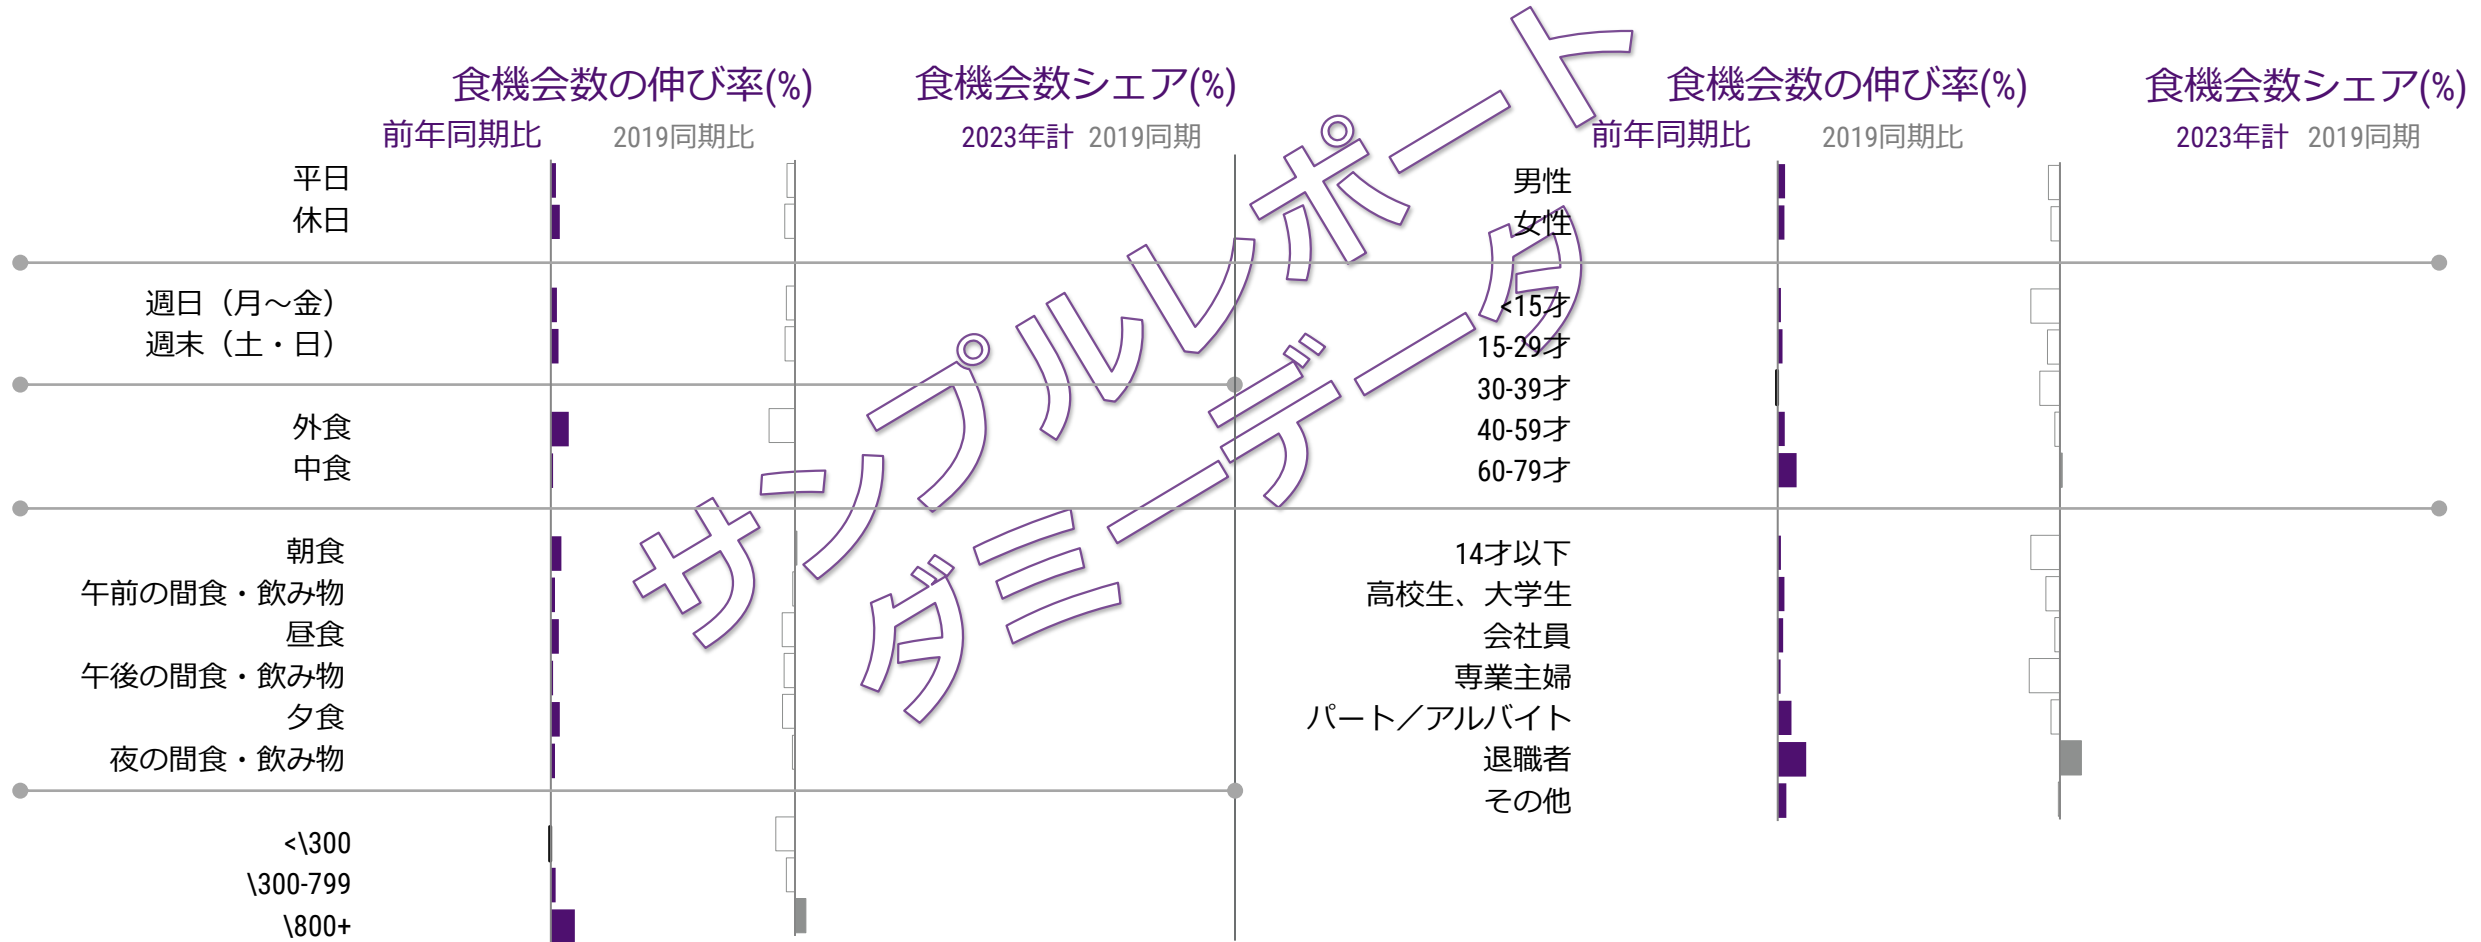 食機会数の伸び率(%) 食機会数シェア(%)
前年同期比 2019同期比 2023年計 2019同期
平日
休日
週日（月～金）
週末（土・日）
外食
中食
朝食
午前の間食・飲み物
昼食
午後の間食・飲み物
夕食
夜の間食・飲み物
<\300
\300-799
\800+
食機会数の伸び率(%) 食機会数シェア(%)
前年同期比 2019同期比 2023年計 2019同期
男性
女性
<15才
15-29才
30-39才
40-59才
60-79才
14才以下
高校生、大学生
会社員
専業主婦
パート／アルバイト
退職者
その他
サンプルレポート
ダミーデータ